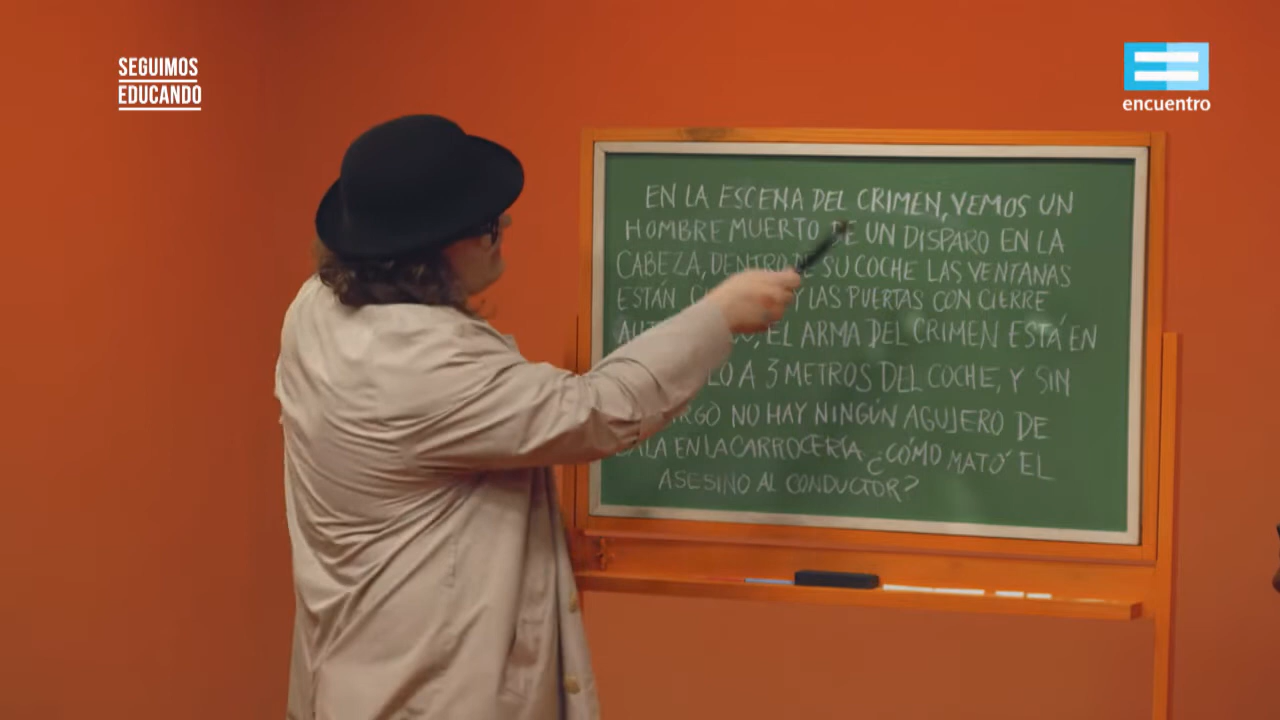 SEGUIMOS
EDUCANDO
encuentro
EN LA ESCENA DEL CRIMEN, VEMOS UN
HOMBRE MUERTO DE UN DISPARO EN LA
CABEZA, DENTRO DE SU COCHE LAS VENTANAS
ESTÁN Y LAS PUERTAS CON CIERRE
EL ARMA DEL CRIMEN ESTÁ EN
A 3 METROS DEL COCHE, Y SIN
NO HAY NINGÚN AGUJERO DE
BALA EN LA CARROCERÍA ¿CÓMO MATÓ EL
ASESINO AL CONDUCTOR?